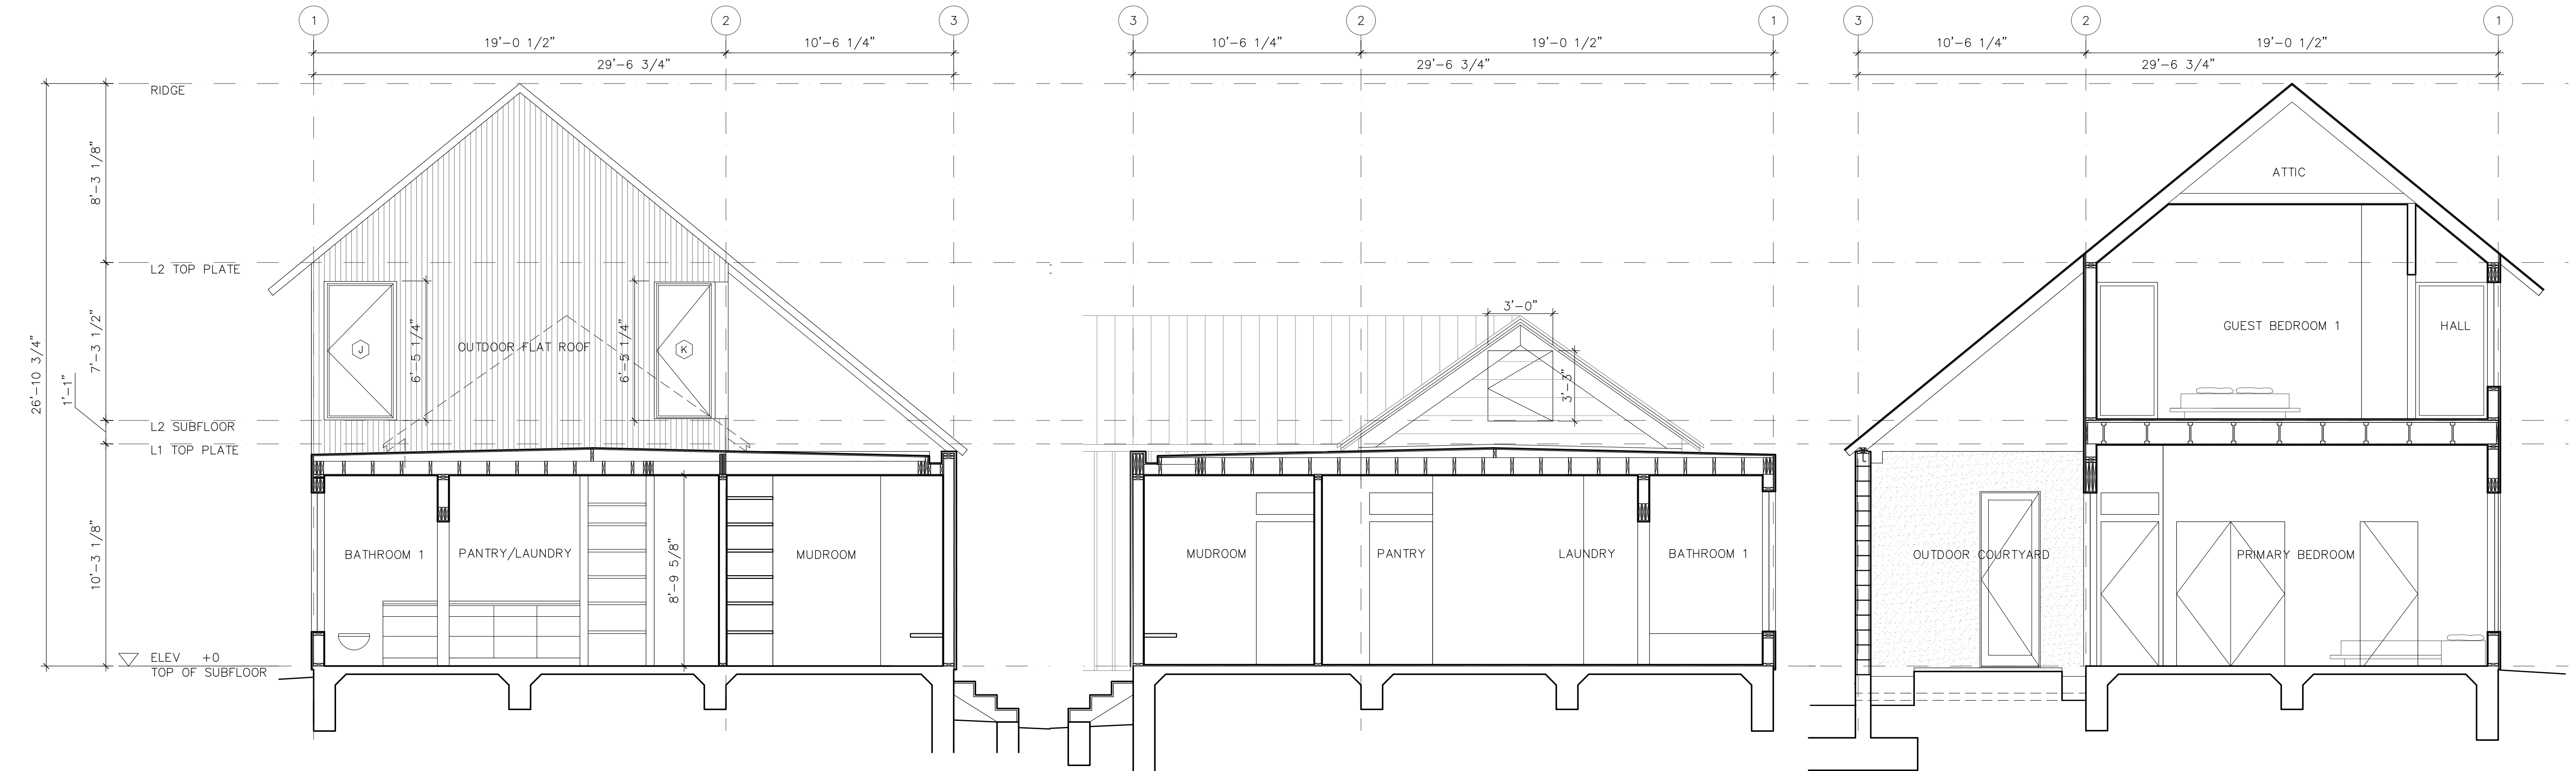 1 2 3 3 2 1 3 2 1
19'-0 1/2" 10'-6 1/4" 10'-6 1/4" 19'-0 1/2" 10'-6 1/4" 19'-0 1/2"
29'-6 3/4" 29'-6 3/4" 29'-6 3/4"
RIDGE
8'-3 1/8"
ATTIC
L2 TOP PLATE
7'-3 1/2"
26'-10 3/4"
1'-1"
J
6'-5 1/4"
OUTDOOR FLAT ROOF
6'-5 1/4"
K
3'-0"
3'-3"
GUEST BEDROOM 1
HALL
L2 SUBFLOOR
L1 TOP PLATE
10'-3 1/8"
BATHROOM 1
PANTRY/LAUNDRY
8'-9 5/8"
MUDROOM
MUDROOM
PANTRY
LAUNDRY
BATHROOM 1
OUTDOOR COURTYARD
PRIMARY BEDROOM
ELEV +0
TOP OF SUBFLOOR